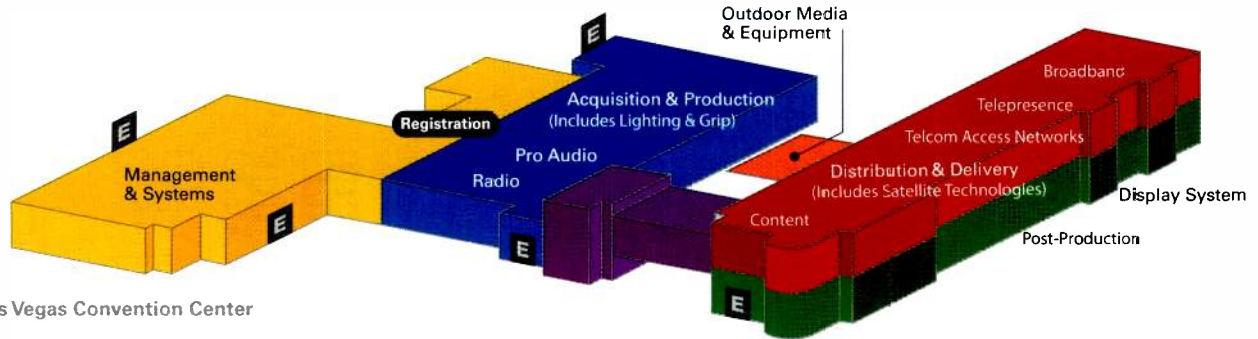 Outdoor Media
& Equipment
E
E
Broadband
Acquisition & Production
(Includes Lighting & Grip)
Telepresence
E
Registration
Telcom Access Networks
Pro Audio
Distribution & Delivery
(Includes Satellite Technologies)
Management
& Systems
Radio
Display System
Content
E
E
Post-Production
E
s Vegas Convention Center